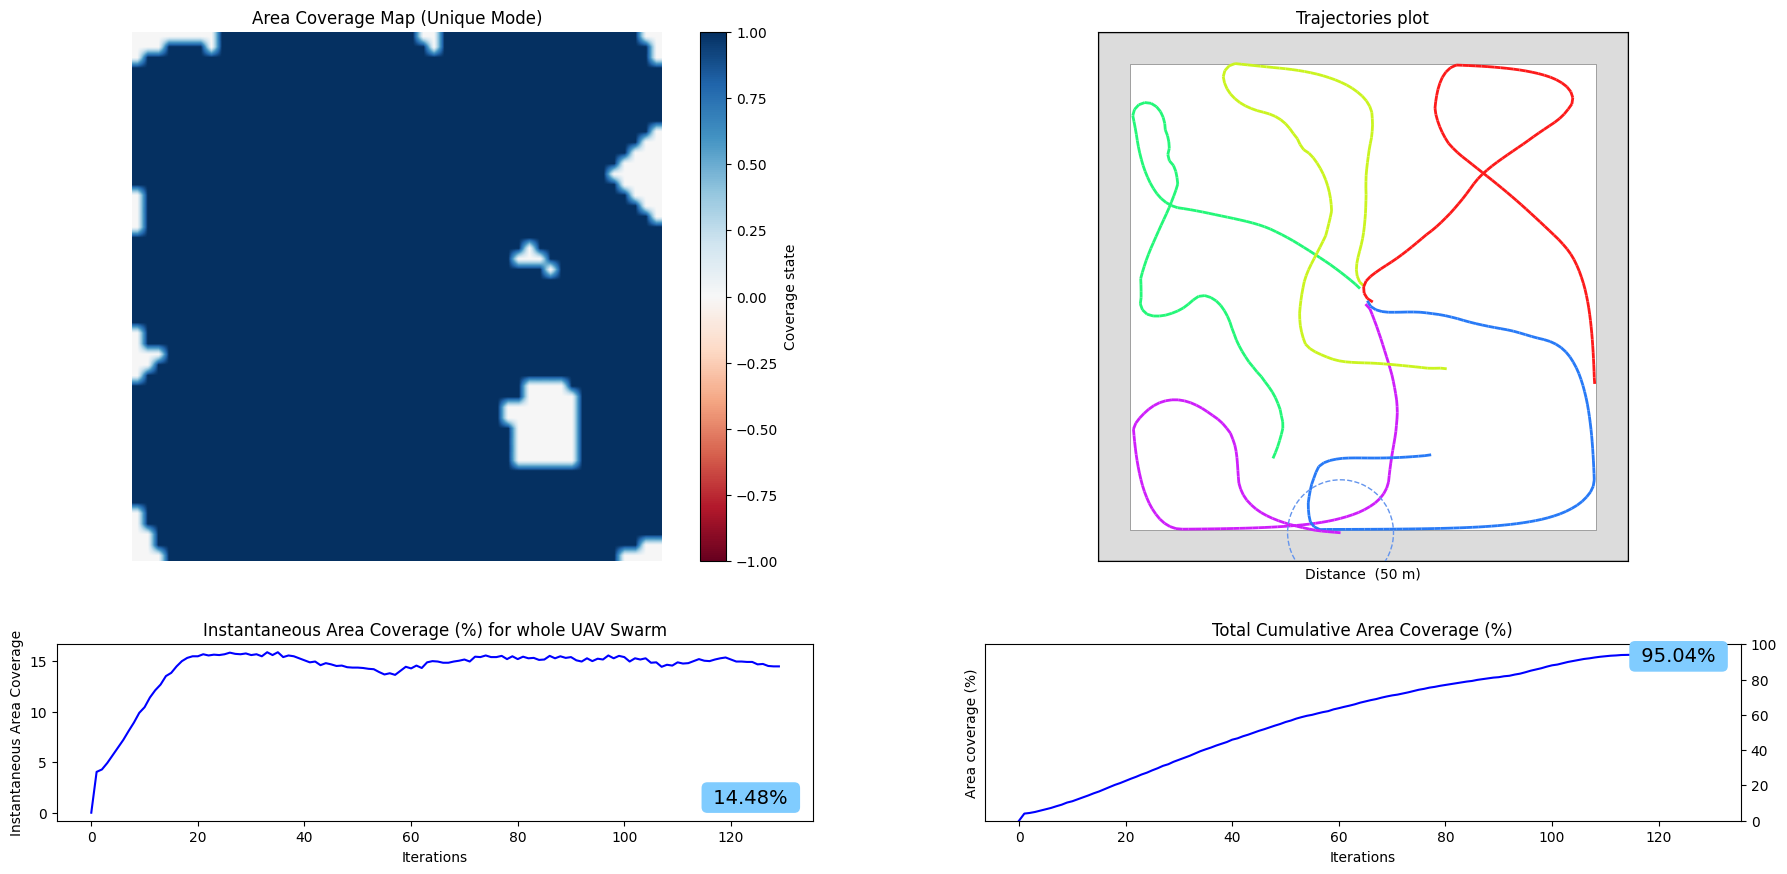 Area Coverage Map (Unique Mode)
1.00
0.75
0.50
0.25
0.00
−0.25
−0.50
−0.75
−1.00
Coverage state
Trajectories plot
Distance  (50 m)
Instantaneous Area Coverage (%) for whole UAV Swarm
Instantaneous Area Coverage
15
10
5
0
14.48%
0 20 40 60 80 100 120
Iterations
Total Cumulative Area Coverage (%)
Area coverage (%)
95.04%
100
80
60
40
20
0
0 20 40 60 80 100 120
Iterations